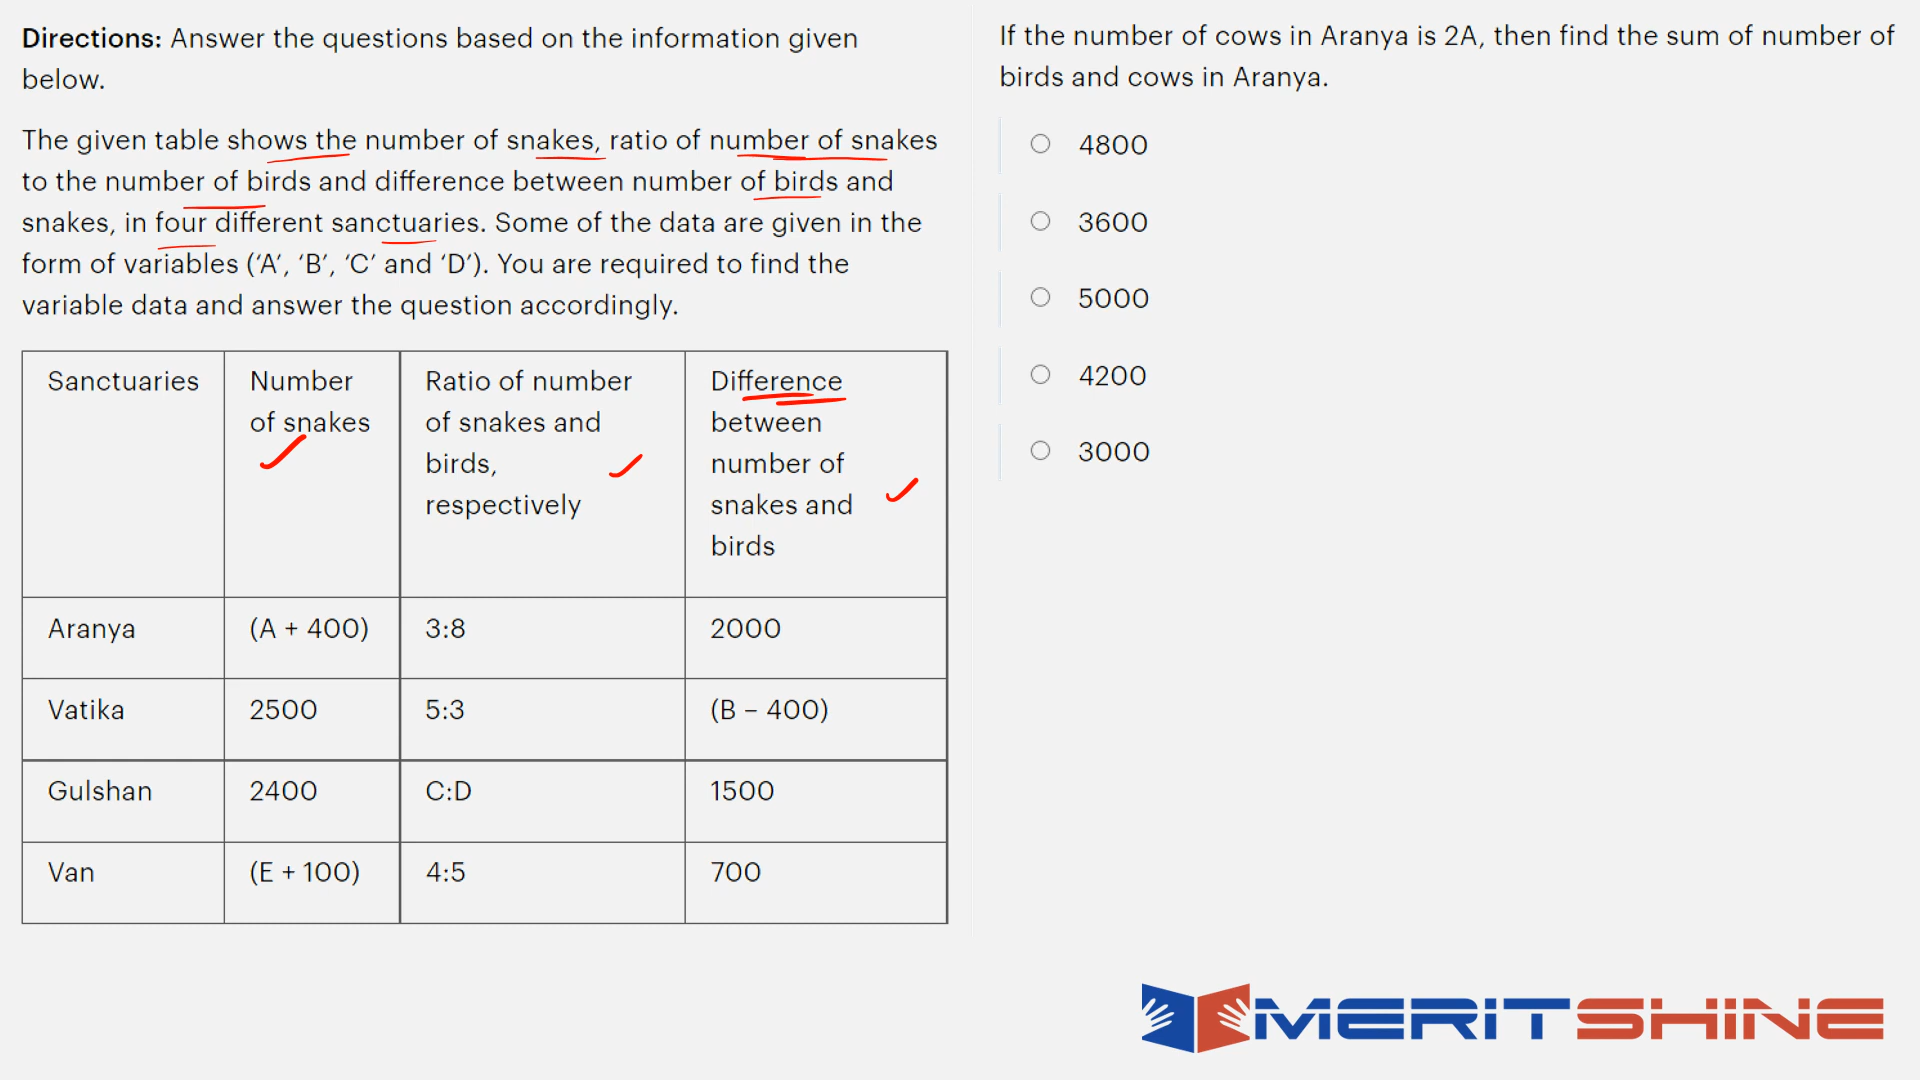 Directions: Answer the questions based on the information given
below.
The given table shows the number of snakes, ratio of number of snakes
to the number of birds and difference between number of birds and
snakes, in four different sanctuaries. Some of the data are given in the
form of variables (‘A’, ‘B’, ‘C’ and ‘D’). You are required to find the
variable data and answer the question accordingly.
Sanctuaries
Number
of snakes
Ratio of number
of snakes and
birds,
respectively
Difference
between
number of
snakes and
birds
Aranya (A + 400) 3:8 2000
Vatika 2500 5:3 (B – 400)
Gulshan 2400 C:D 1500
Van (E + 100) 4:5 700
If the number of cows in Aranya is 2A, then find the sum of number of
birds and cows in Aranya.
4800
3600
5000
4200
3000
MERITSHINE